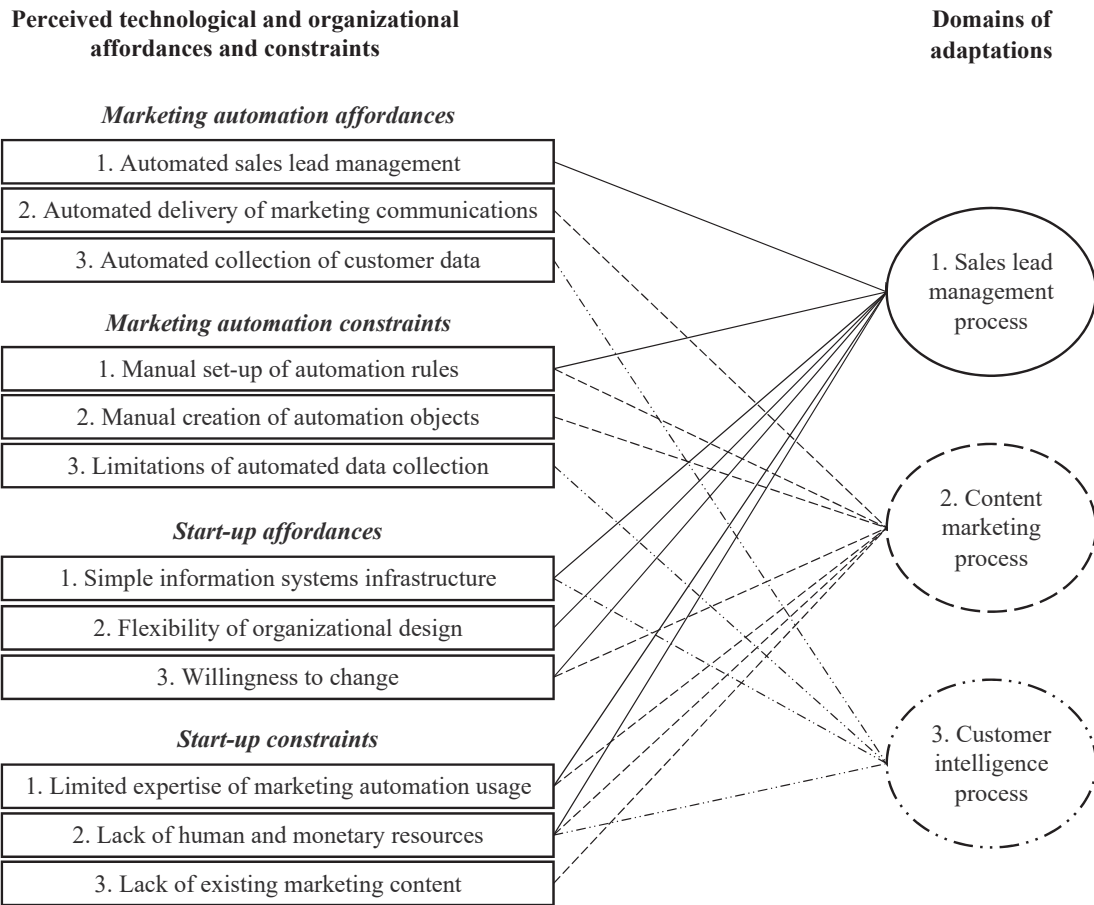 Perceived technological and organizational
affordances and constraints
Domains of
adaptations
Marketing automation affordances
1. Automated sales lead management
2. Automated delivery of marketing communications
3. Automated collection of customer data
Marketing automation constraints
1. Manual set-up of automation rules
2. Manual creation of automation objects
3. Limitations of automated data collection
Start-up affordances
1. Simple information systems infrastructure
2. Flexibility of organizational design
3. Willingness to change
Start-up constraints
1. Limited expertise of marketing automation usage
2. Lack of human and monetary resources
3. Lack of existing marketing content
1. Sales lead
management
process
2. Content
marketing
process
3. Customer
intelligence
process